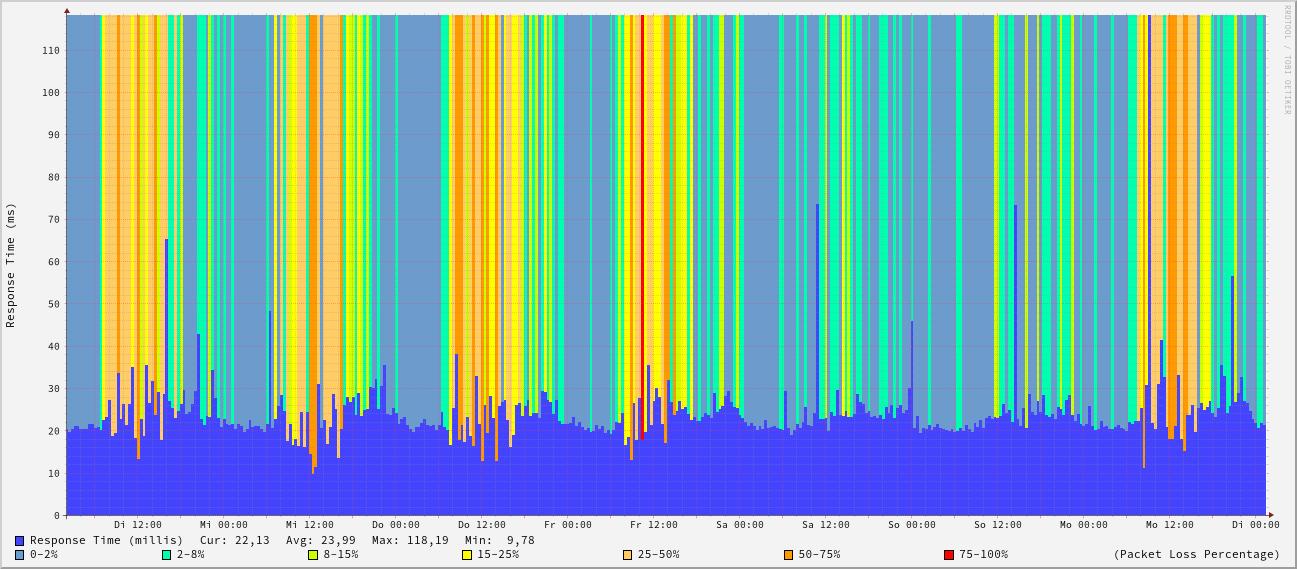 RRDTOOL / TOBI OETIKER
Response Time (ms)
110
100
90
80
70
60
50
40
30
20
10
0
Di 12:00 Mi 00:00 Mi 12:00 Do 00:00 Do 12:00 Fr 00:00 Fr 12:00 Sa 00:00 Sa 12:00 So 00:00 So 12:00 Mo 00:00 Mo 12:00 Di 00:00
Response Time (millis) Cur: 22,13 Avg: 23,99 Max: 118,19 Min: 9,78
0-2% 2-8% 8-15% 15-25% 25-50% 50-75% 75-100% (Packet Loss Percentage)